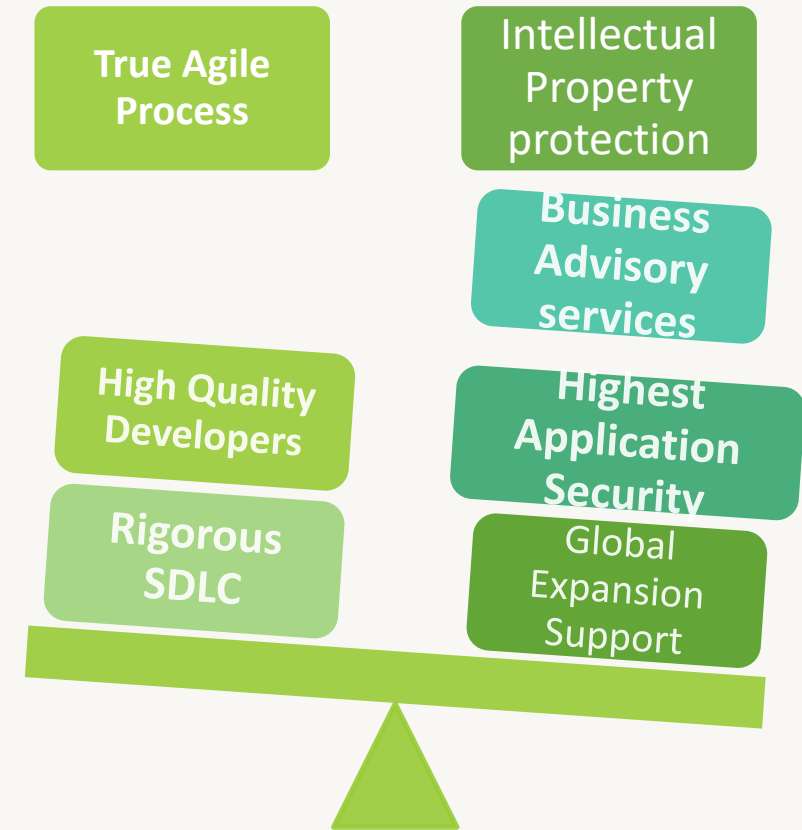 True Agile
Process
Intellectual
Property
protection
Business
Advisory
services
High Quality
Developers
Highest
Application
Security
Rigorous
SDLC
Global
Expansion
Support